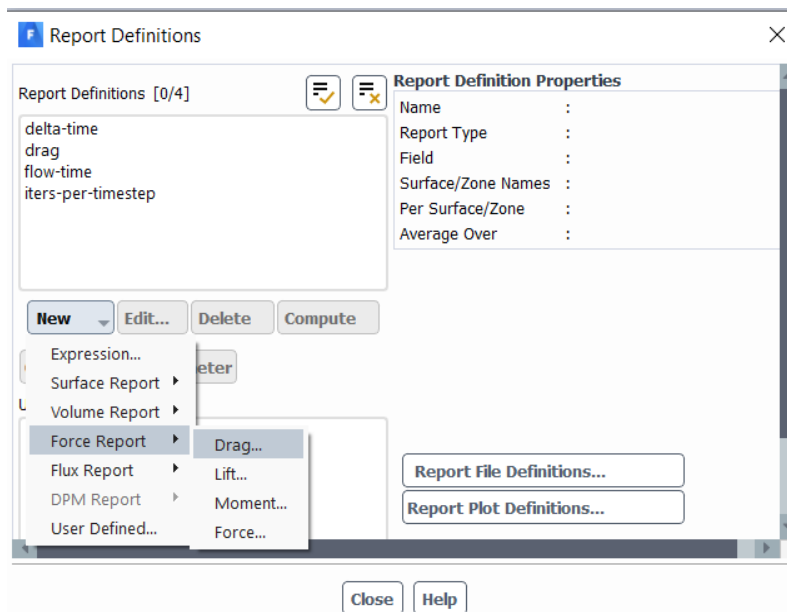 F Report Definitions
Report Definitions [0/4]
delta-time
drag
flow-time
iters-per-timestep
New Edit... Delete Compute
eter
U
Expression...
Surface Report
Volume Report
Force Report
Flux Report
DPM Report
User Defined...
Drag...
Lift...
Moment...
Force...
Report Definition Properties
Name :
Report Type :
Field :
Surface/Zone Names :
Per Surface/Zone :
Average Over :
Report File Definitions...
Report Plot Definitions...
Close Help